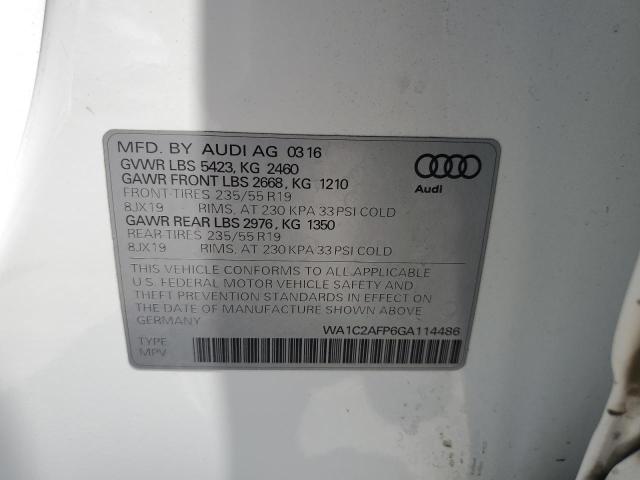 MFD. BY AUDI AG 03 16
GVWR LBS 5423, KG 2460
GAWR FRONT LBS 2668, KG 1210
FRONT-TIRES 235/55 R19
8JX19 RIMS, AT 230 KPA 33 PSI COLD
GAWR REAR LBS 2976, KG 1350
REAR-TIRES 235/55 R19
8JX19 RIMS, AT 230 KPA 33 PSI COLD
Audi
THIS VEHICLE CONFORMS TO ALL APPLICABLE
U.S. FEDERAL MOTOR VEHICLE SAFETY AND
THEFT PREVENTION STANDARDS IN EFFECT ON
THE DATE OF MANUFACTURE SHOWN ABOVE.
GERMANY
WA1C2AFP6GA114486
TYPE:
MPV